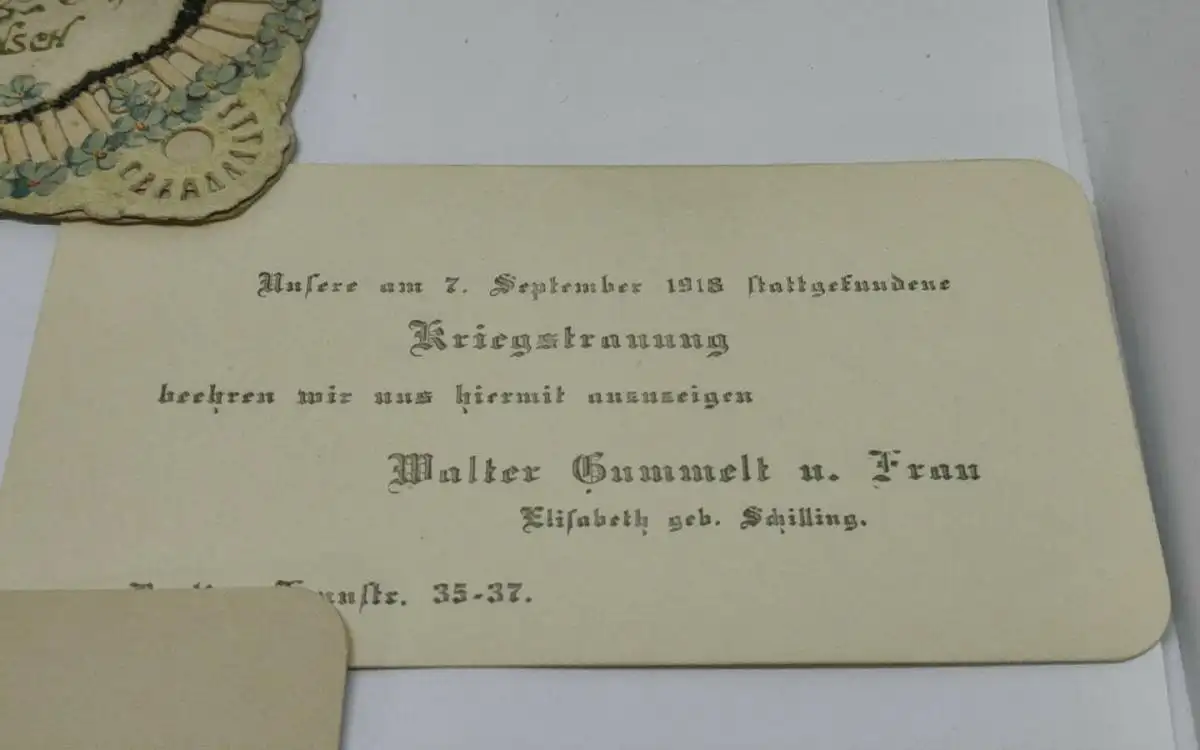 Unsere am 7. September 1918 stattgefundene
Kriegstrauung
beehren wir uns hiermit anzuzeigen
Walter Gummelt u. Frau
Elisabeth geb. Schilling.
35-37.